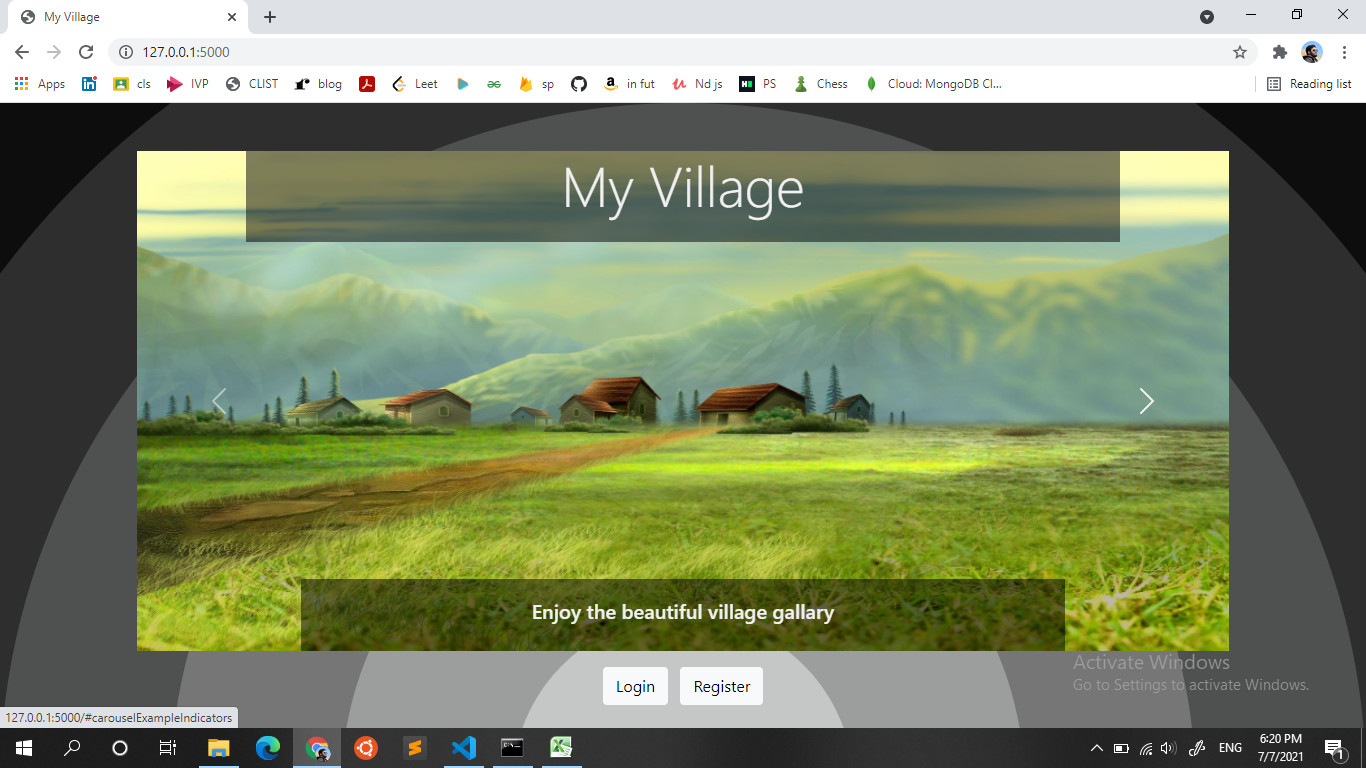 My Village
127.0.0.1:5000
Apps cls IVP CLIST blog Leet sp in fut Nd js PS Chess Cloud: MongoDB Cl... Reading list
My Village
Enjoy the beautiful village gallary
Login Register
Activate Windows
Go to Settings to activate Windows.
127.0.0.1:5000/#carouselExampleIndicators
ENG
6:20 PM
7/7/2021
1